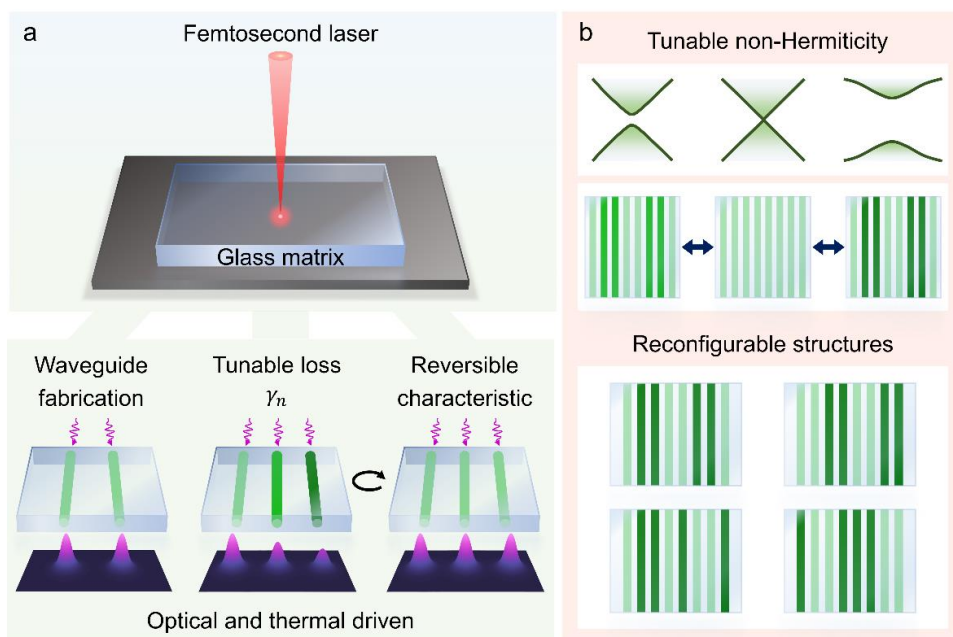 a
Femtosecond laser
Glass matrix
Waveguide
fabrication
Tunable loss
γn
Reversible
characteristic
Optical and thermal driven
b
Tunable non-Hermiticity
Reconfigurable structures